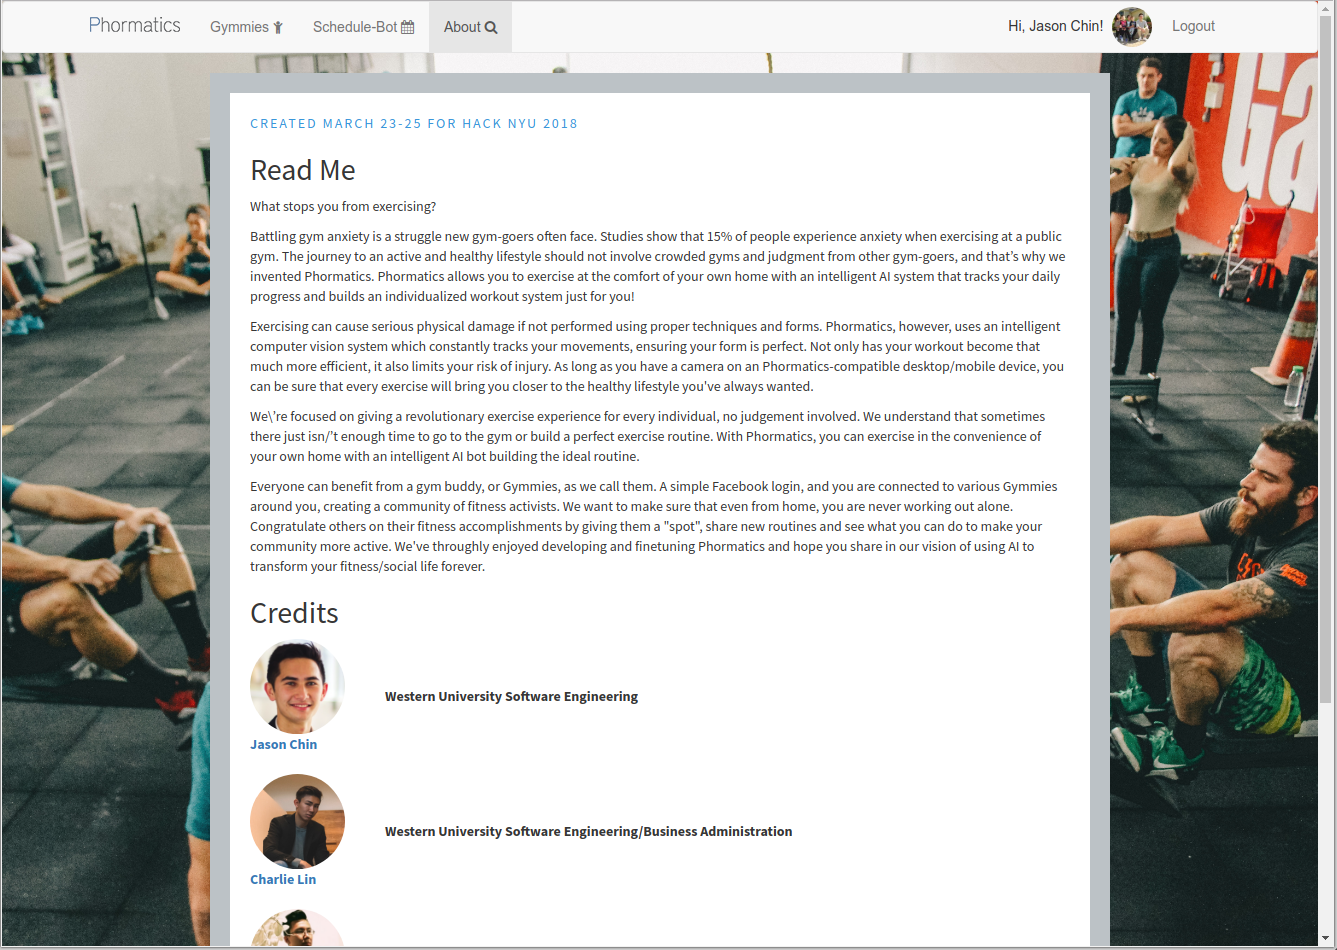 Phormatics Gymmies Schedule-Bot About Hi, Jason Chin! Logout
CREATED MARCH 23-25 FOR HACK NYU 2018
Read Me
What stops you from exercising?
Battling gym anxiety is a struggle new gym-goers often face. Studies show that 15% of people experience anxiety when exercising at a public
gym. The journey to an active and healthy lifestyle should not involve crowded gyms and judgment from other gym-goers, and that’s why we
invented Phormatics. Phormatics allows you to exercise at the comfort of your own home with an intelligent AI system that tracks your daily
progress and builds an individualized workout system just for you!
Exercising can cause serious physical damage if not performed using proper techniques and forms. Phormatics, however, uses an intelligent
computer vision system which constantly tracks your movements, ensuring your form is perfect. Not only has your workout become that
much more efficient, it also limits your risk of injury. As long as you have a camera on an Phormatics-compatible desktop/mobile device, you
can be sure that every exercise will bring you closer to the healthy lifestyle you've always wanted.
We\’re focused on giving a revolutionary exercise experience for every individual, no judgement involved. We understand that sometimes
there just isn/’t enough time to go to the gym or build a perfect exercise routine. With Phormatics, you can exercise in the convenience of
your own home with an intelligent AI bot building the ideal routine.
Everyone can benefit from a gym buddy, or Gymmies, as we call them. A simple Facebook login, and you are connected to various Gymmies
around you, creating a community of fitness activists. We want to make sure that even from home, you are never working out alone.
Congratulate others on their fitness accomplishments by giving them a "spot", share new routines and see what you can do to make your
community more active. We've throughly enjoyed developing and finetuning Phormatics and hope you share in our vision of using AI to
transform your fitness/social life forever.
Credits
Western University Software Engineering
Jason Chin
Western University Software Engineering/Business Administration
Charlie Lin